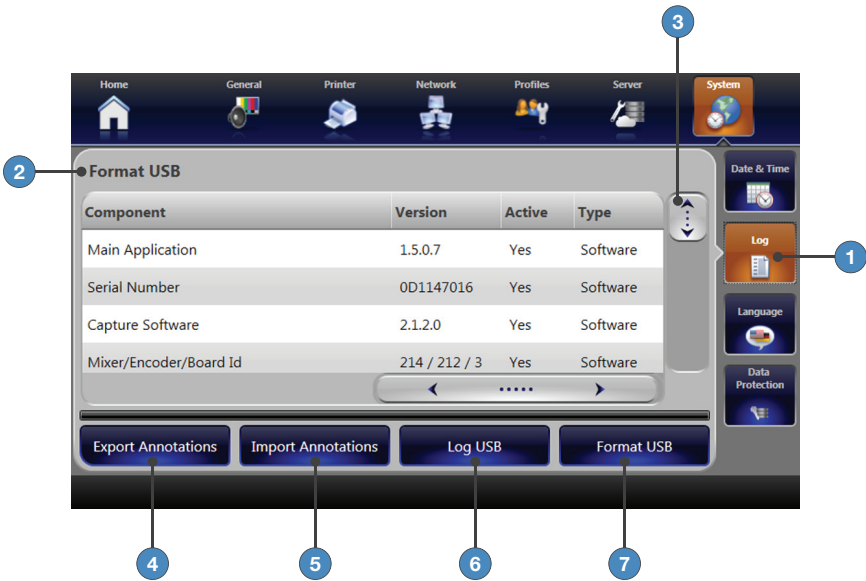 3
Home General Printer Network Profiles Server System
2
Format USB
Date & Time
Component Version Active Type
Log
1
Main Application 1.5.0.7 Yes Software
Serial Number 0D1147016 Yes Software
Capture Software 2.1.2.0 Yes Software
Language
Mixer/Encoder/Board Id 214 / 212 / 3 Yes Software
Data
Protection
Export Annotations Import Annotations Log USB Format USB
4 5 6 7